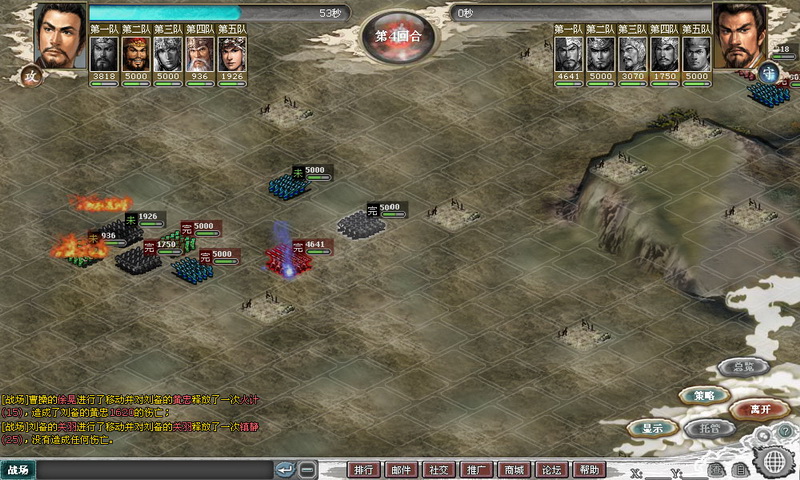 53秒
0秒
第4回合
第一队 第二队 第三队 第四队 第五队
3818 5000 5000 936 1926
攻
第一队 第二队 第三队 第四队 第五队
4641 5000 3070 1750 5000
守
未 5000
完 5000
未 1926
936
完 5000
完 1750
完 5000
完 4641
总览
策略
离开
显示
托管
[战场]曹操的徐晃进行了移动并对刘备的黄忠释放了一次火计
(15),造成了刘备的黄忠1620的伤亡;
[战场]刘备的关羽进行了移动并对刘备的关羽释放了一次镇静
(25),没有造成任何伤亡。
战场
排行 邮件 社交 推广 商城 论坛 帮助
X: Y: